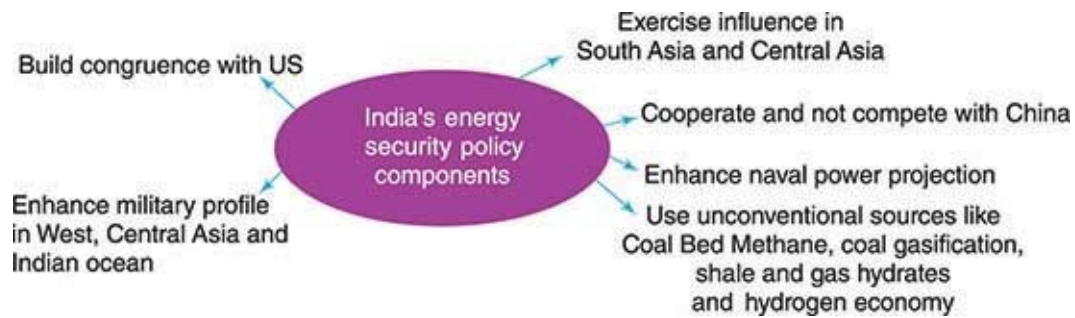 Build congruence with US
Exercise influence in
South Asia and Central Asia
India's energy
security policy
components
Cooperate and not compete with China
Enhance naval power projection
Enhance military profile
in West, Central Asia and
Indian ocean
Use unconventional sources like
Coal Bed Methane, coal gasification,
shale and gas hydrates
and hydrogen economy